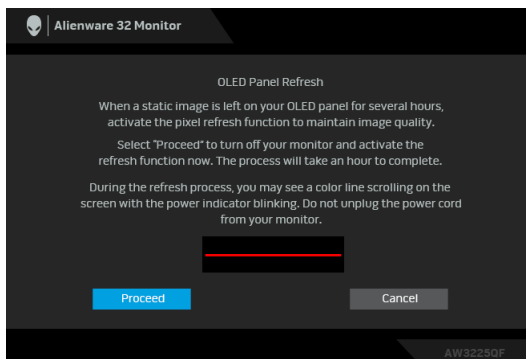 Alienware 32 Monitor
OLED Panel Refresh
When a static image is left on your OLED panel for several hours,
activate the pixel refresh function to maintain image quality.
Select "Proceed" to turn off your monitor and activate the
refresh function now. The process will take an hour to complete.
During the refresh process, you may see a color line scrolling on the
screen with the power indicator blinking. Do not unplug the power cord
from your monitor.
Proceed
Cancel
AW3225QF